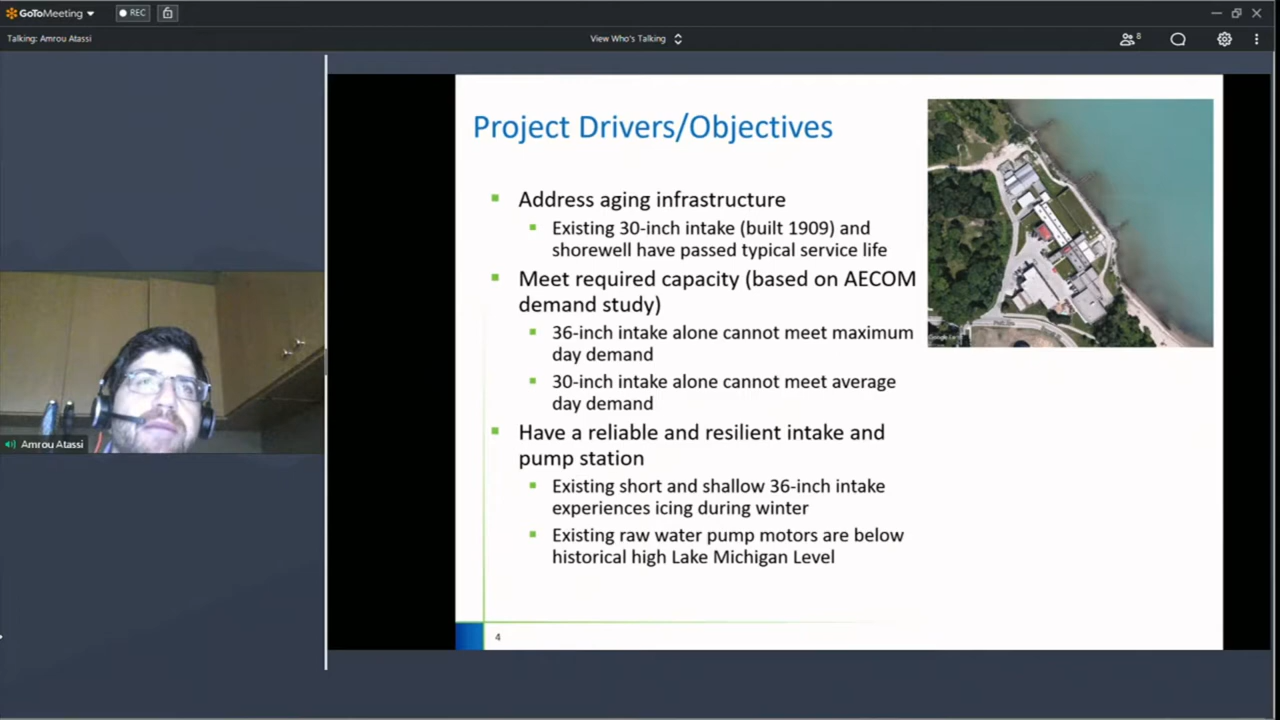 GoToMeeting
REC
Talking: Amrou Atassi
View Who's Talking
8
Project Drivers/Objectives
Address aging infrastructure
Existing 30-inch intake (built 1909) and
shorewell have passed typical service life
Meet required capacity (based on AECOM
demand study)
36-inch intake alone cannot meet maximum
day demand
30-inch intake alone cannot meet average
day demand
Have a reliable and resilient intake and
pump station
Existing short and shallow 36-inch intake
experiences icing during winter
Existing raw water pump motors are below
historical high Lake Michigan Level
4
Amrou Atassi